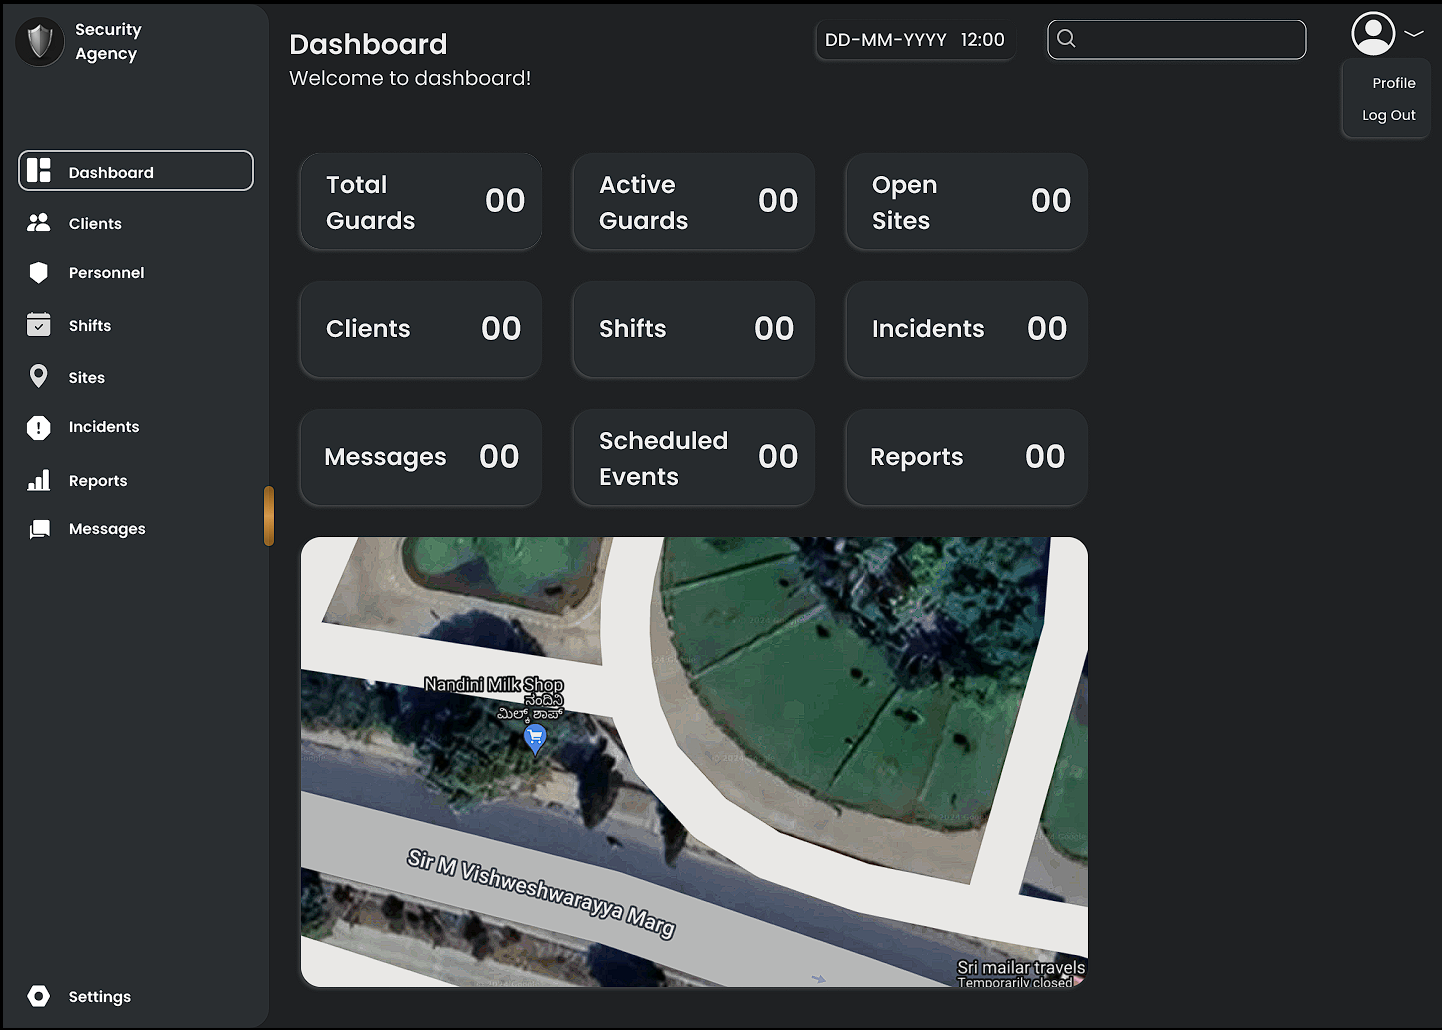 Security
Agency
Dashboard
Welcome to dashboard!
DD-MM-YYYY 12:00
Profile
Log Out
Dashboard
Clients
Personnel
Shifts
Sites
Incidents
Reports
Messages
Settings
Total
Guards
00
Active
Guards
00
Open
Sites
00
Clients 00
Shifts 00
Incidents 00
Messages 00
Scheduled
Events
00
Reports 00
Nandini Milk Shop
ನಂದಿನಿ
ಮಿಲ್ಕ್ ಶಾಪ್
Sir M Vishweshwarayya Marg
Sri mailar travels
Temporarily closed
© 2024 Google